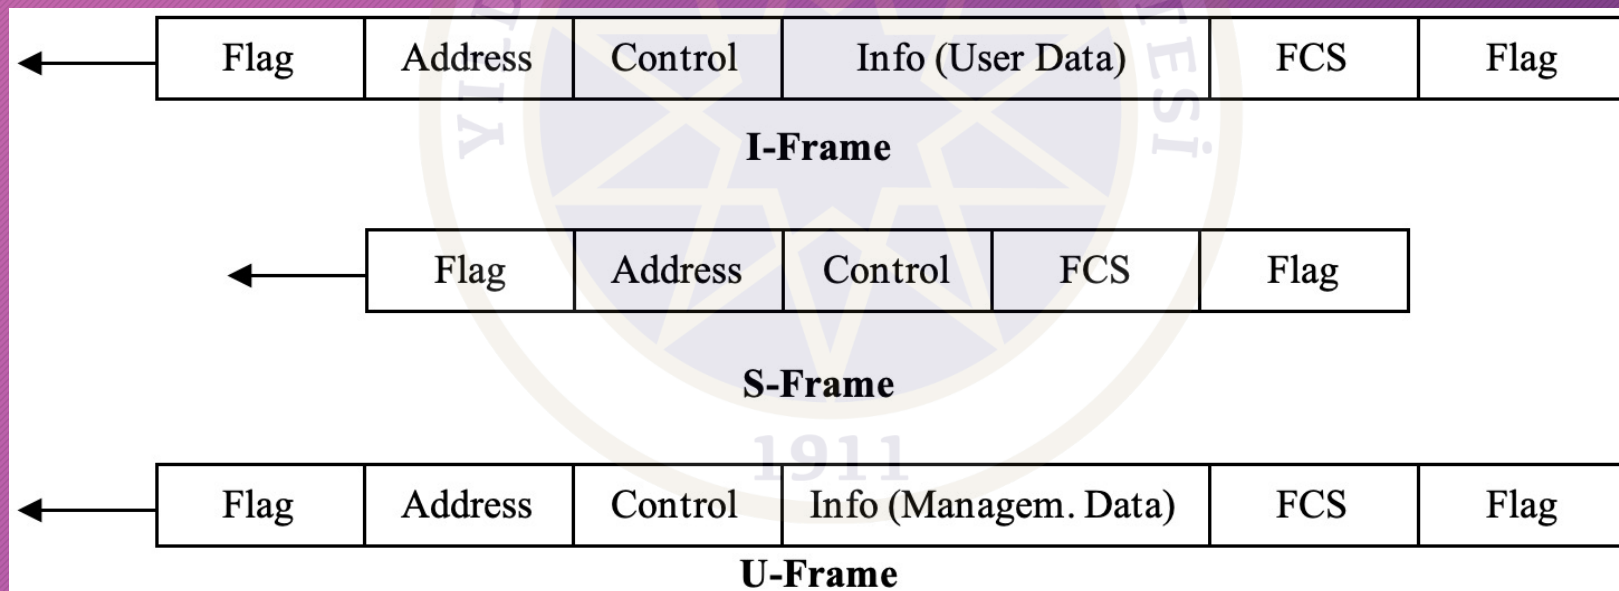 Flag Address Control Info (User Data) FCS Flag
I-Frame
Flag Address Control FCS Flag
S-Frame
1911
Flag Address Control Info (Managem. Data) FCS Flag
U-Frame